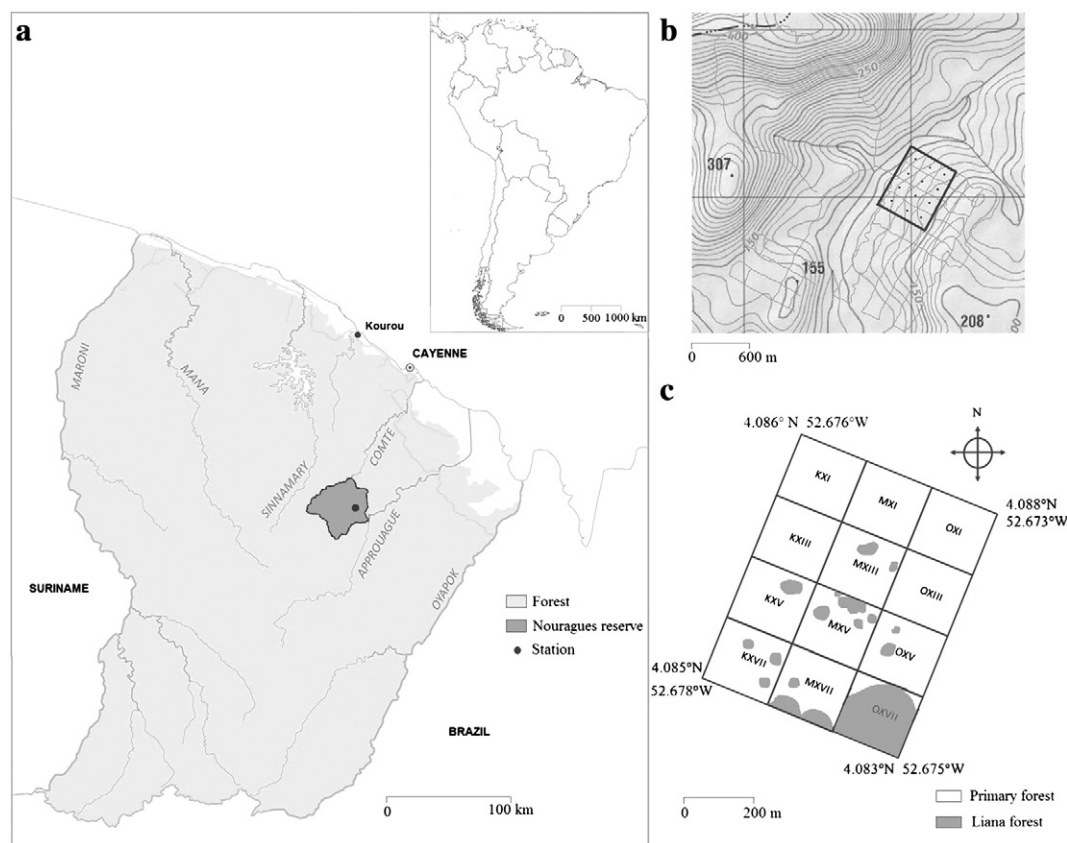 a
0 500 1000 km
Kourou
CAYENNE
MARONI
MANA
SINNAMARY
COMTE
APPROUAGUE
OYAPOK
SURINAME
BRAZIL
Forest
Nouragues reserve
Station
0 100 km
b
400
250
307
150
155
150
208
0 600 m
c
N
4.086° N 52.676°W
4.088°N
52.673°W
KXI
MXI
OXI
KXIII
MXIII
OXIII
KXV
MXV
OXV
KXVII
MXVII
OXVII
4.085°N
52.678°W
4.083°N 52.675°W
0 200 m
Primary forest
Liana forest